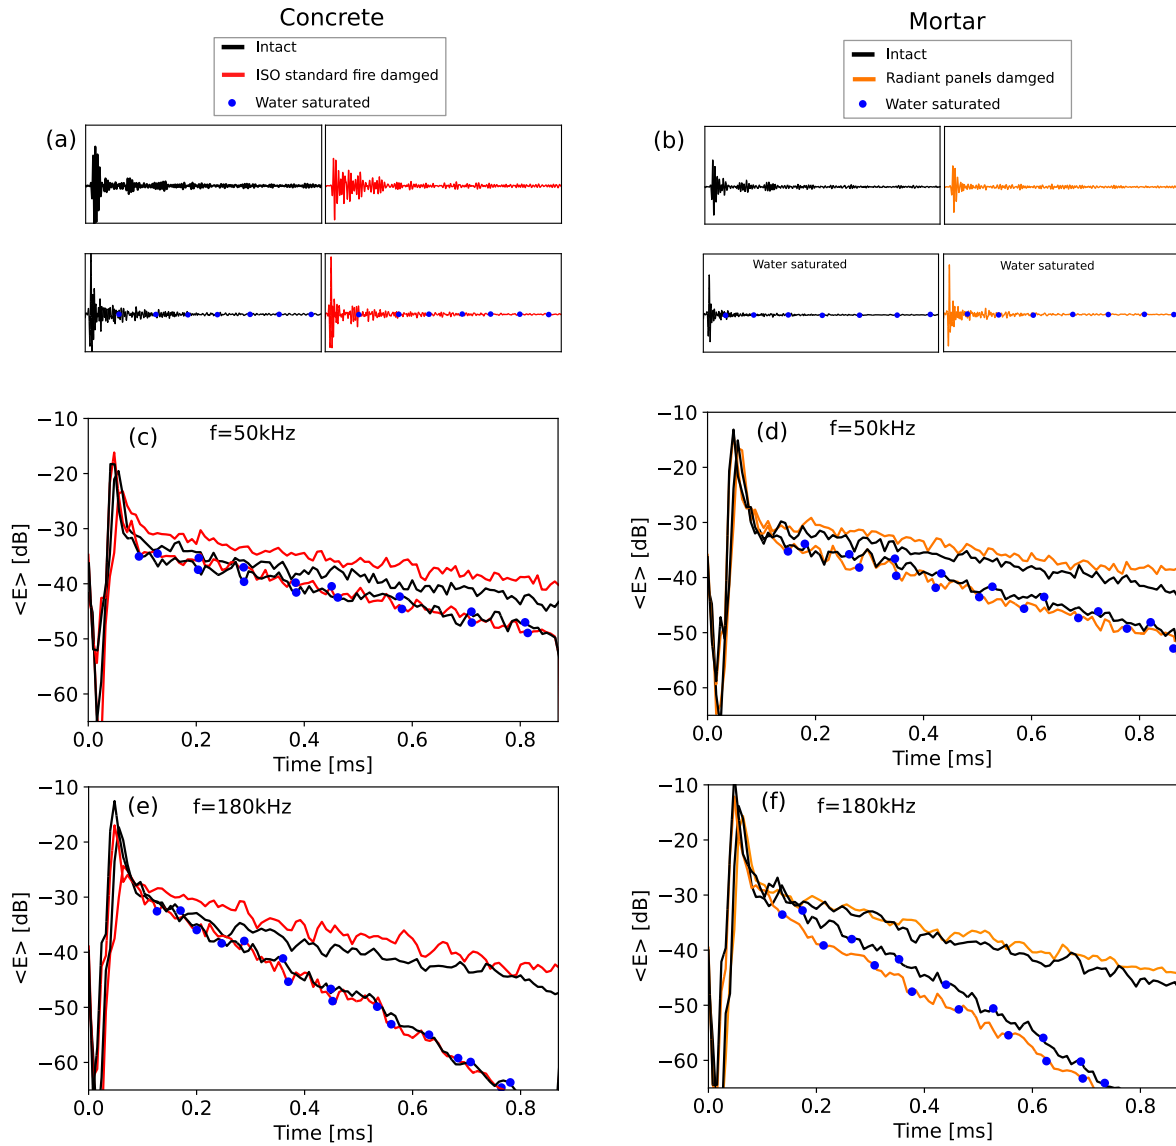 Concrete
Intact
ISO standard fire damged
Water saturated
Mortar
Intact
Radiant panels damged
Water saturated
(a)
(b)
Water saturated
Water saturated
−10
−20
−30
−40
−50
−60
<E> [dB]
(c)
f=50kHz
0.0 0.2 0.4 0.6 0.8
Time [ms]
−10
−20
−30
−40
−50
−60
<E> [dB]
(d)
f=50kHz
0.0 0.2 0.4 0.6 0.8
Time [ms]
−10
−20
−30
−40
−50
−60
<E> [dB]
(e)
f=180kHz
0.0 0.2 0.4 0.6 0.8
Time [ms]
−10
−20
−30
−40
−50
−60
<E> [dB]
(f)
f=180kHz
0.0 0.2 0.4 0.6 0.8
Time [ms]